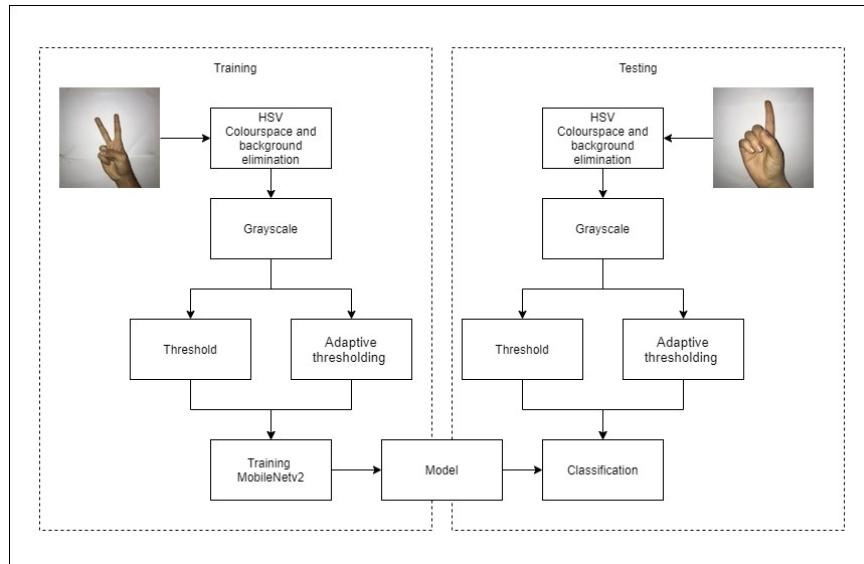 Training
HSV
Colourspace and
background
elimination
Grayscale
Threshold
Adaptive
thresholding
Training
MobileNetv2
Model
Testing
HSV
Colourspace and
background
elimination
Grayscale
Threshold
Adaptive
thresholding
Classification